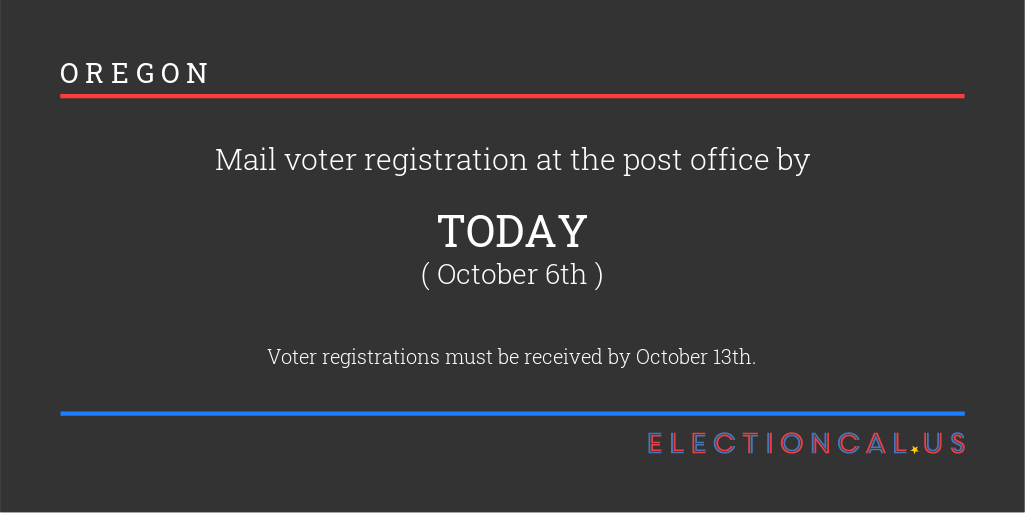 OREGON
Mail voter registration at the post office by
TODAY
( October 6th )
Voter registrations must be received by October 13th.
ELECTIONCAL.US